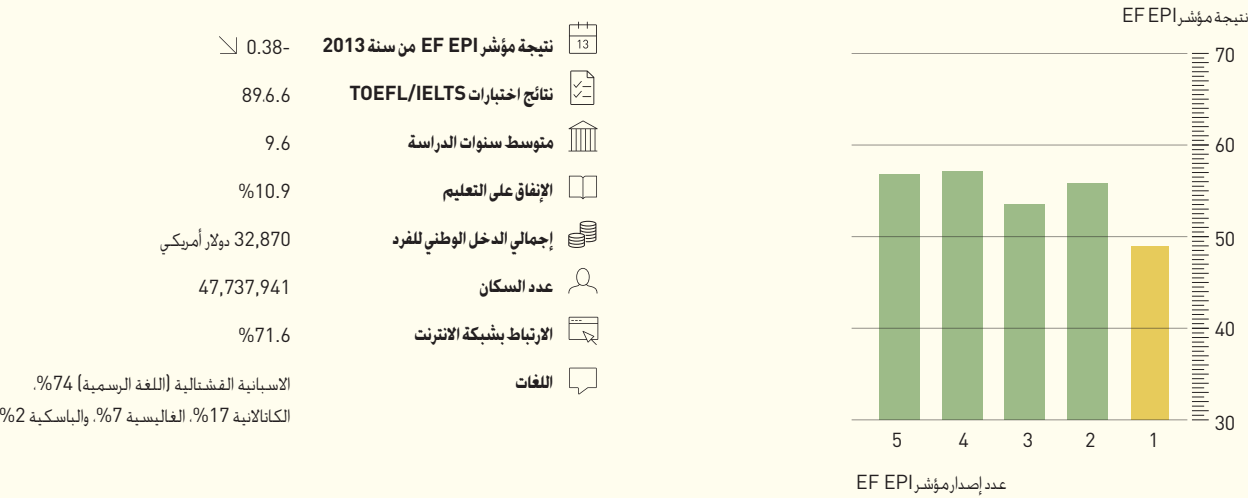 نتيجة مؤشر EF EPI
70
60
50
40
30
1 2 3 4 5
عدد إصدار مؤشر EF EPI
13
نتيجة مؤشر EF EPI من سنة 2013 -0.38
نتائج اختبارات TOEFL/IELTS 89.6.6
متوسط سنوات الدراسة 9.6
الإنفاق على التعليم %10.9
إجمالي الدخل الوطني للفرد 32,870 دولار أمريكي
عدد السكان 47,737,941
الارتباط بشبكة الانترنت %71.6
اللغات الاسبانية القشتالية (اللغة الرسمية) 74%،
الكاتالانية 17%، الغاليسية 7%، والباسكية 2%